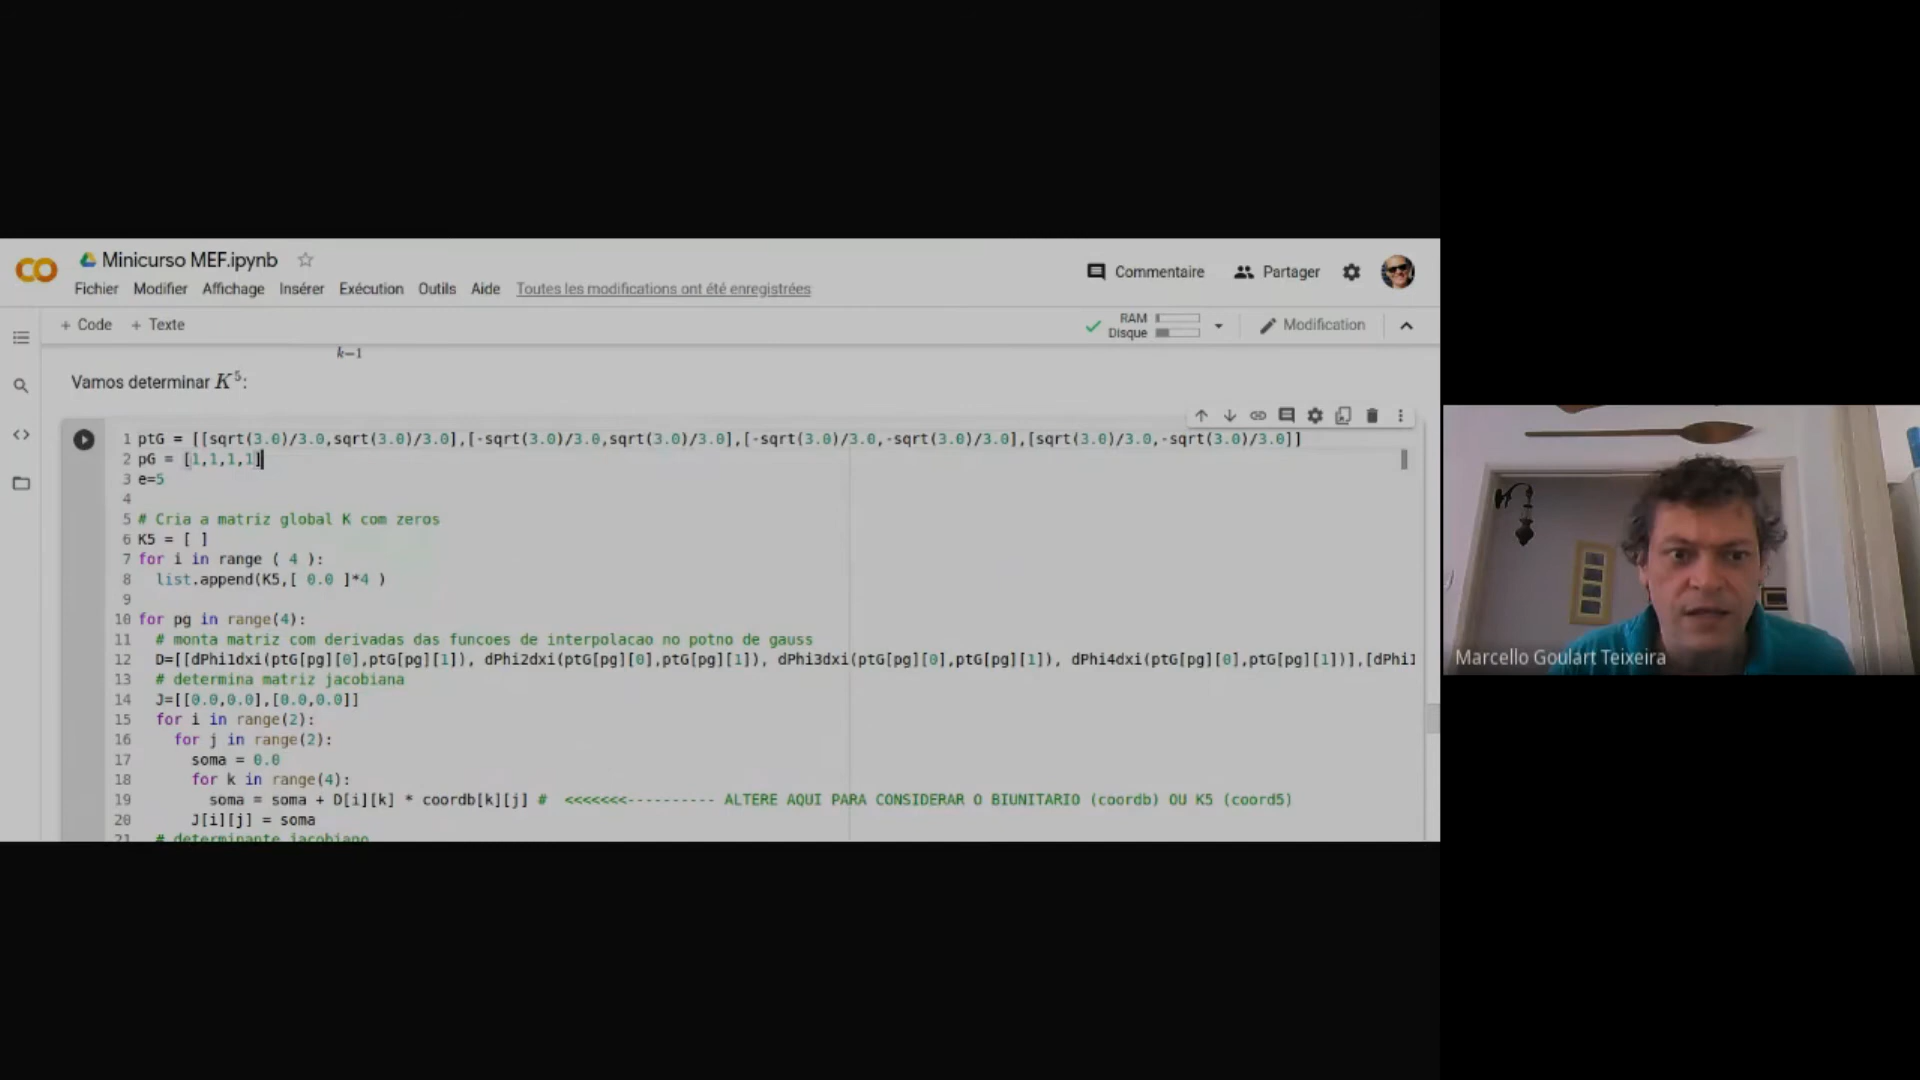 Minicurso MEF.ipynb
Commentaire
Partager
Fichier Modifier Affichage Insérer Exécution Outils Aide Toutes les modifications ont été enregistrées
+ Code + Texte
RAM
Disque
Modification
k=1
Vamos determinar K⁵:
1 ptG = [[sqrt(3.0)/3.0,sqrt(3.0)/3.0],[-sqrt(3.0)/3.0,sqrt(3.0)/3.0],[-sqrt(3.0)/3.0,-sqrt(3.0)/3.0],[sqrt(3.0)/3.0,-sqrt(3.0)/3.0]]
2 pG = [1,1,1,1]
3 e=5
4
5 # Cria a matriz global K com zeros
6 K5 = [ ]
7 for i in range ( 4 ):
8 list.append(K5,[ 0.0 ]*4 )
9
10 for pg in range(4):
11 # monta matriz com derivadas das funcoes de interpolacao no potno de gauss
12 D=[[dPhi1dxi(ptG[pg][0],ptG[pg][1]), dPhi2dxi(ptG[pg][0],ptG[pg][1]), dPhi3dxi(ptG[pg][0],ptG[pg][1]), dPhi4dxi(ptG[pg][0],ptG[pg][1])],[dPhi1
13 # determina matriz jacobiana
14 J=[[0.0,0.0],[0.0,0.0]]
15 for i in range(2):
16 for j in range(2):
17 soma = 0.0
18 for k in range(4):
19 soma = soma + D[i][k] * coordb[k][j] # <<<<<<<---------- ALTERE AQUI PARA CONSIDERAR O BIUNITARIO (coordb) OU K5 (coord5)
20 J[i][j] = soma
21 # determinante jacobiano
Marcello Goulart Teixeira